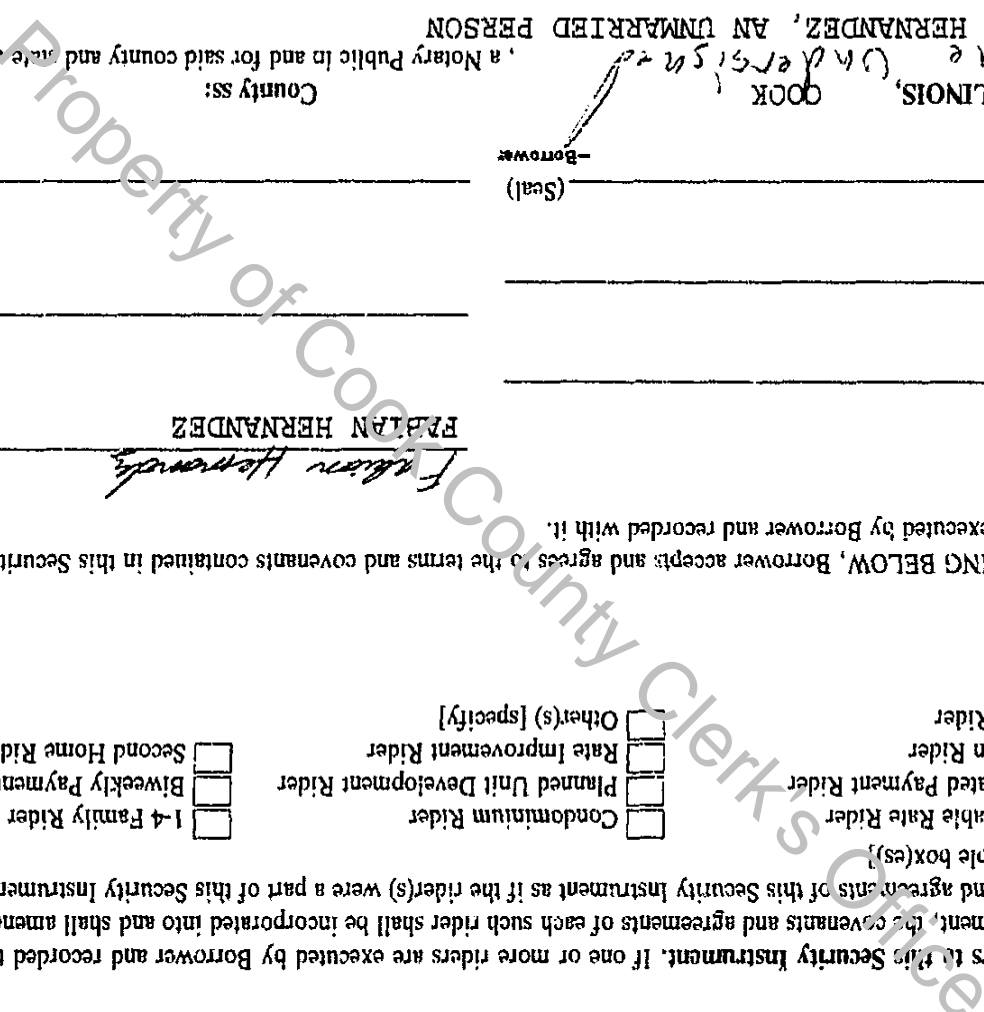 rs to this Security Instrument. If one or more riders are executed by Borrower and recorded t
ment, the covenants and agreements of each such rider shall be incorporated into and shall amen
nd agreements of this Security Instrument as if the rider(s) were a part of this Security Instrumen
ble box(es)]
able Rate Rider Condominium Rider 1-4 Family Rider
ated Payment Rider Planned Unit Development Rider Biweekly Payment
n Rider Rate Improvement Rider Second Home Rid
Rider Other(s) [specify]
NG BELOW, Borrower accepts and agrees to the terms and covenants contained in this Securit
executed by Borrower and recorded with it.
Fabian Hernandez
FABIAN HERNANDEZ
(Seal)
-Borrower
LINOIS, COOK County ss:
e Undersigned , a Notary Public in and for said county and state
HERNANDEZ, AN UNMARRIED PERSON
Property of Cook County Clerk's Office